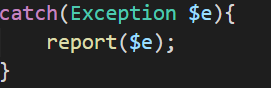 catch(Exception $e){
    report($e);
}